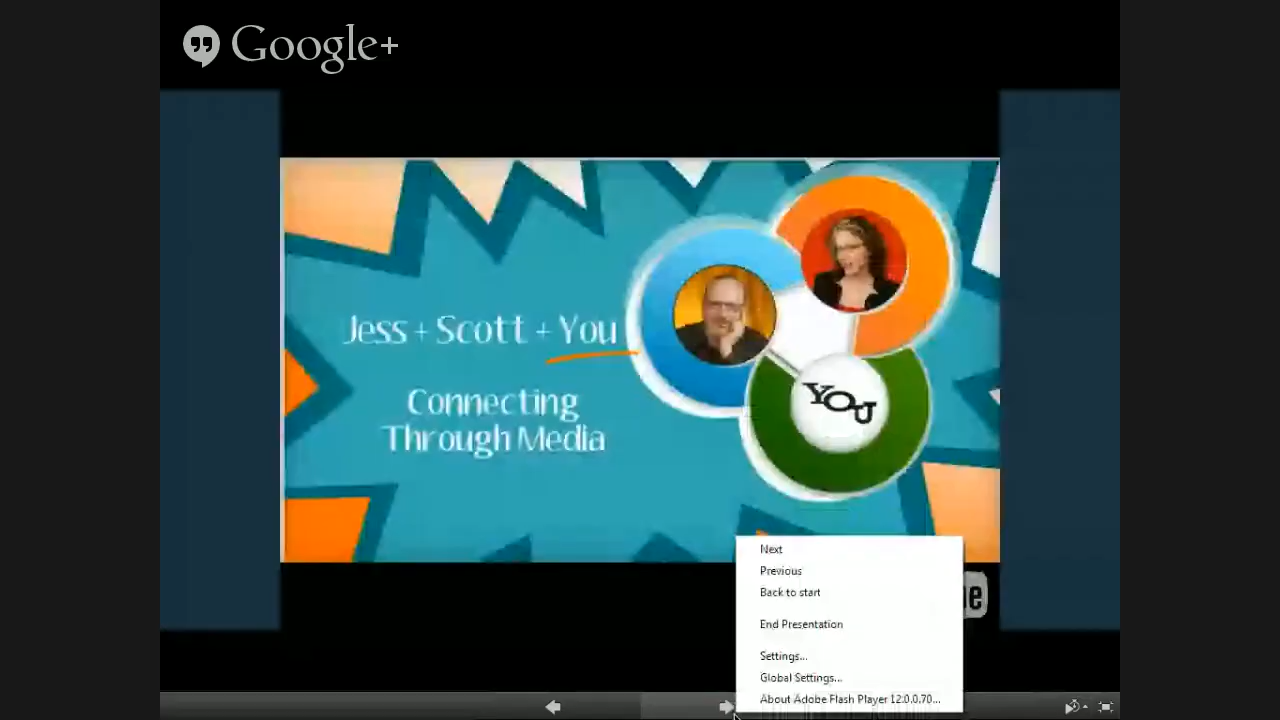 Google+
Jess + Scott + You
Connecting
Through Media
YOU
Next
Previous
Back to start
End Presentation
Settings...
Global Settings...
About Adobe Flash Player 12.0.0.70...